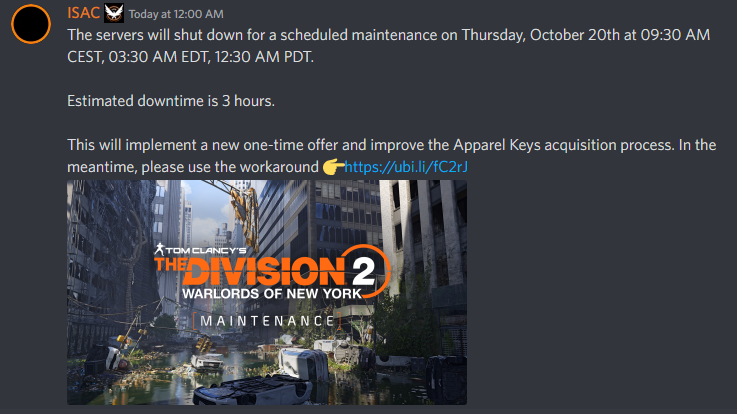 ISAC Today at 12:00 AM
The servers will shut down for a scheduled maintenance on Thursday, October 20th at 09:30 AM
CEST, 03:30 AM EDT, 12:30 AM PDT.
Estimated downtime is 3 hours.
This will implement a new one-time offer and improve the Apparel Keys acquisition process. In the
meantime, please use the workaround 👉https://ubi.li/fC2rJ
TOM CLANCY'S
THE DIVISION 2
WARLORDS OF NEW YORK
MAINTENANCE